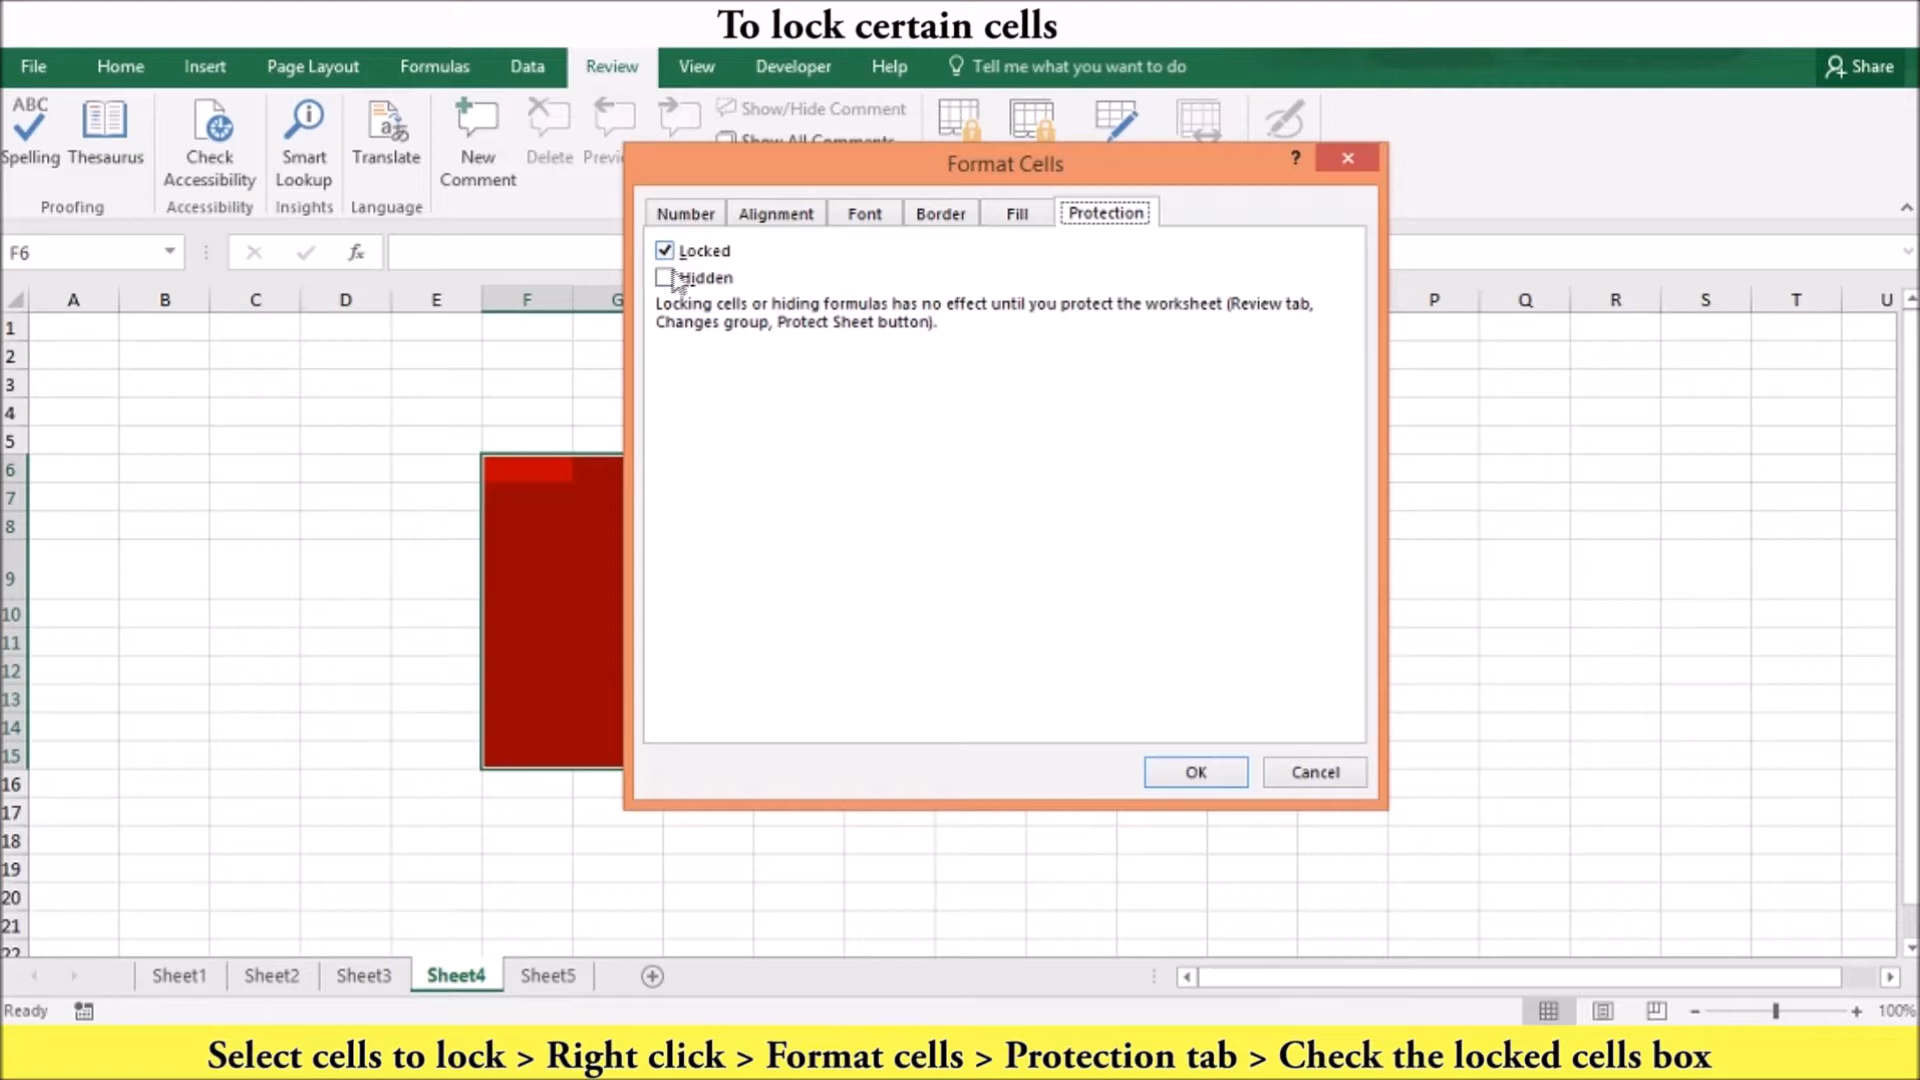 To lock certain cells
File Home Insert Page Layout Formulas Data Review View Developer Help Tell me what you want to do Share
ABC
Show/Hide Comment
Spelling Thesaurus Check Accessibility Smart Lookup Translate New Comment Delete
Proofing Accessibility Insights Language
Format Cells ?
Number Alignment Font Border Fill Protection
F6 fx
Locked
Hidden
Locking cells or hiding formulas has no effect until you protect the worksheet (Review tab,
Changes group, Protect Sheet button).
A B C D E F G P Q R S T U
1
2
3
4
5
6
7
8
9
10
11
12
13
14
15
16
17
18
19
20
21
22
OK Cancel
Sheet1 Sheet2 Sheet3 Sheet4 Sheet5
Ready 100%
Select cells to lock > Right click > Format cells > Protection tab > Check the locked cells box